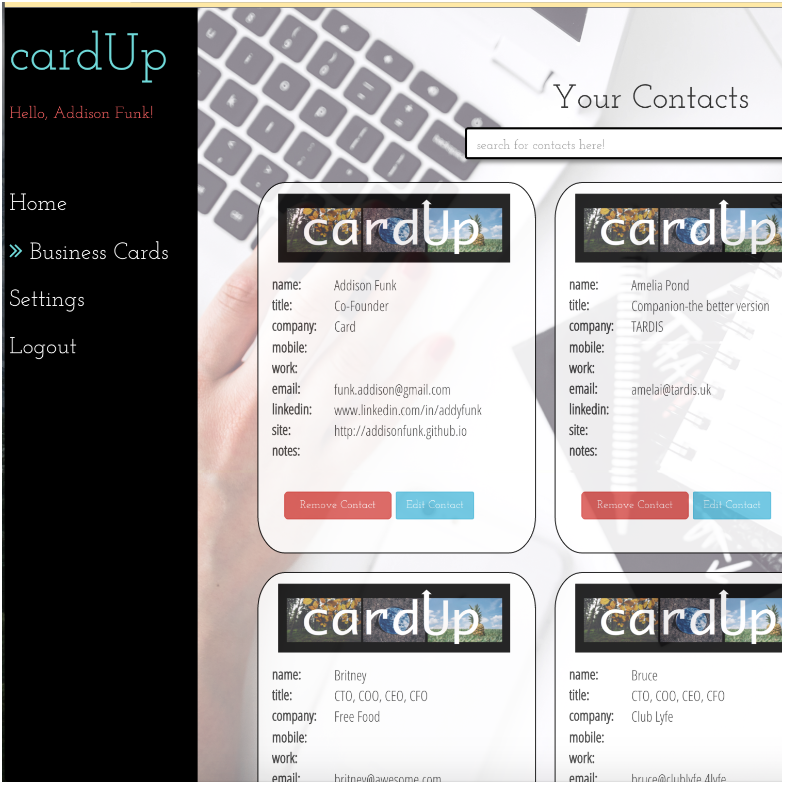 cardUp
Hello, Addison Funk!
Home
» Business Cards
Settings
Logout
Your Contacts
search for contacts here!
cardUp
name: Addison Funk
title: Co-Founder
company: Card
mobile:
work:
email: funk.addison@gmail.com
linkedin: www.linkedin.com/in/addyfunk
site: http://addisonfunk.github.io
notes:
Remove Contact Edit Contact
cardUp
name: Amelia Pond
title: Companion-the better version
company: TARDIS
mobile:
work:
email: amelai@tardis.uk
linkedin:
site:
notes:
Remove Contact Edit Contact
cardUp
name: Britney
title: CTO, COO, CEO, CFO
company: Free Food
mobile:
work:
email: britney@awesome.com
cardUp
name: Bruce
title: CTO, COO, CEO, CFO
company: Club Lyfe
mobile:
work:
email: bruce@clublyfe.4lyfe